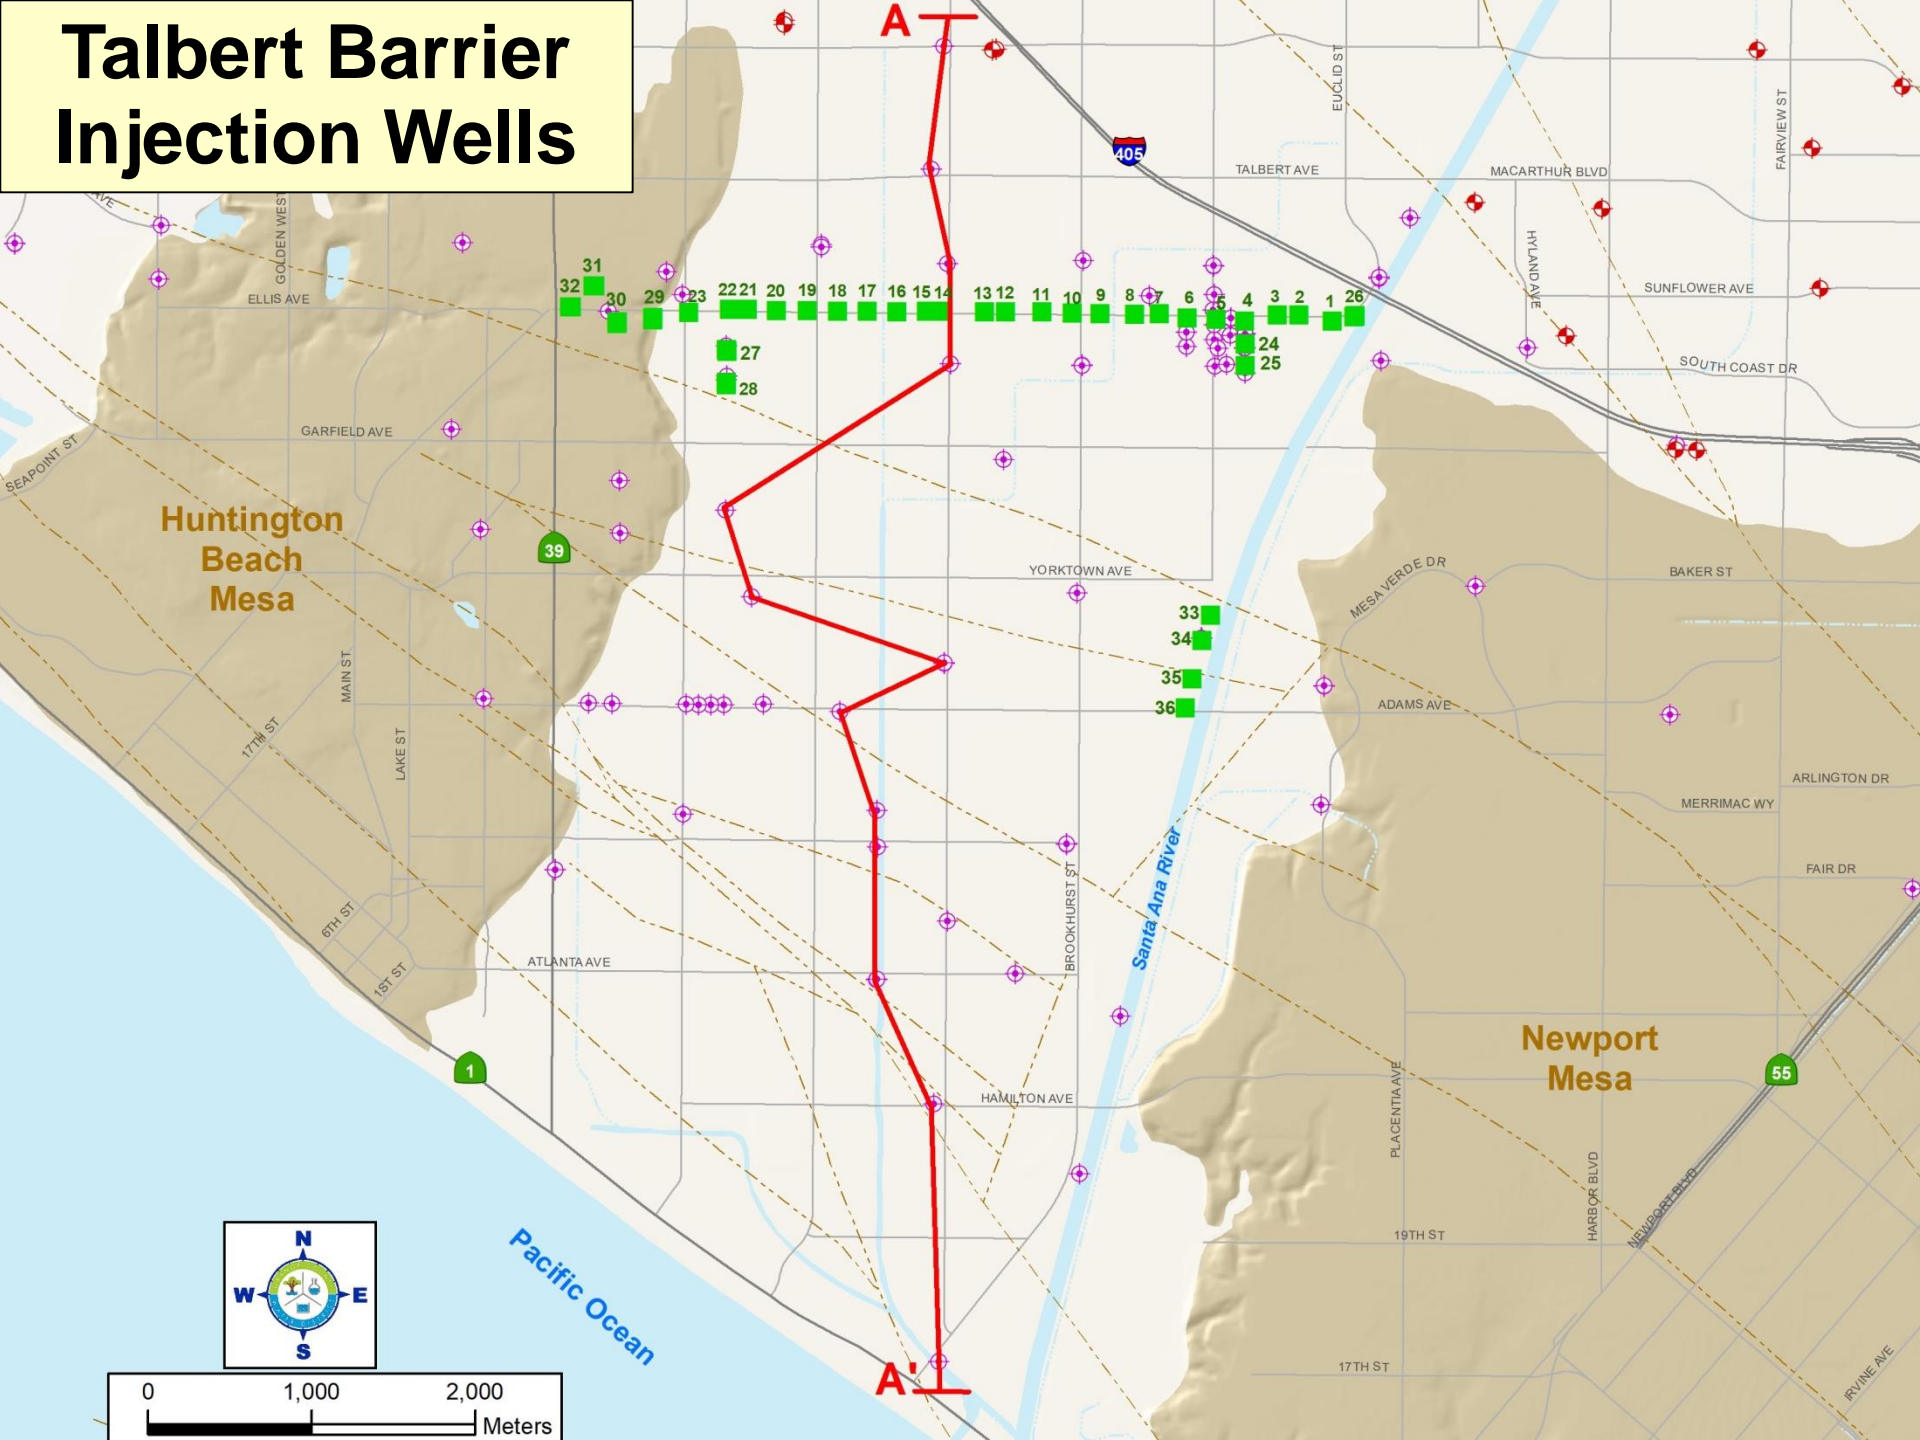 Talbert Barrier
Injection Wells
A
405
EUCLID ST
FAIRVIEW ST
TALBERT AVE
MACARTHUR BLVD
AVE
GOLDEN WEST
HYLAND AVE
ELLIS AVE
SUNFLOWER AVE
SOUTH COAST DR
31
32
30
29
23
22
21
20
19
18
17
16
15
14
13
12
11
10
9
8
7
6
5
4
3
2
1
26
27
28
24
25
GARFIELD AVE
SEAPOINT ST
Huntington
Beach
Mesa
39
YORKTOWN AVE
MESA VERDE DR
BAKER ST
33
34
35
36
MAIN ST
17TH ST
LAKE ST
ADAMS AVE
ARLINGTON DR
MERRIMAC WY
FAIR DR
6TH ST
1ST ST
ATLANTA AVE
BROOKHURST ST
Santa Ana River
Newport
Mesa
1
55
HAMILTON AVE
PLACENTIA AVE
HARBOR BLVD
NEWPORT BLVD
19TH ST
17TH ST
IRVINE AVE
Pacific Ocean
N
W
E
S
A'
0
1,000
2,000
Meters